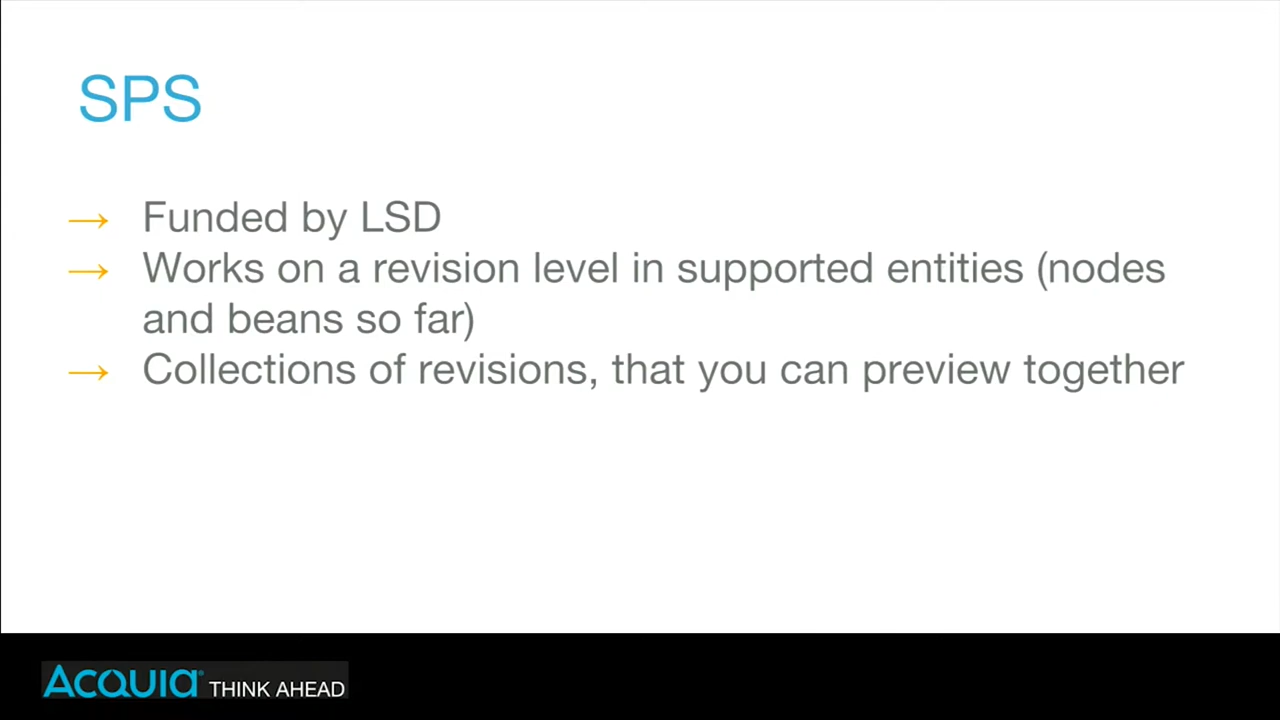 SPS
→ Funded by LSD
→ Works on a revision level in supported entities (nodes
and beans so far)
→ Collections of revisions, that you can preview together
Acquia® THINK AHEAD